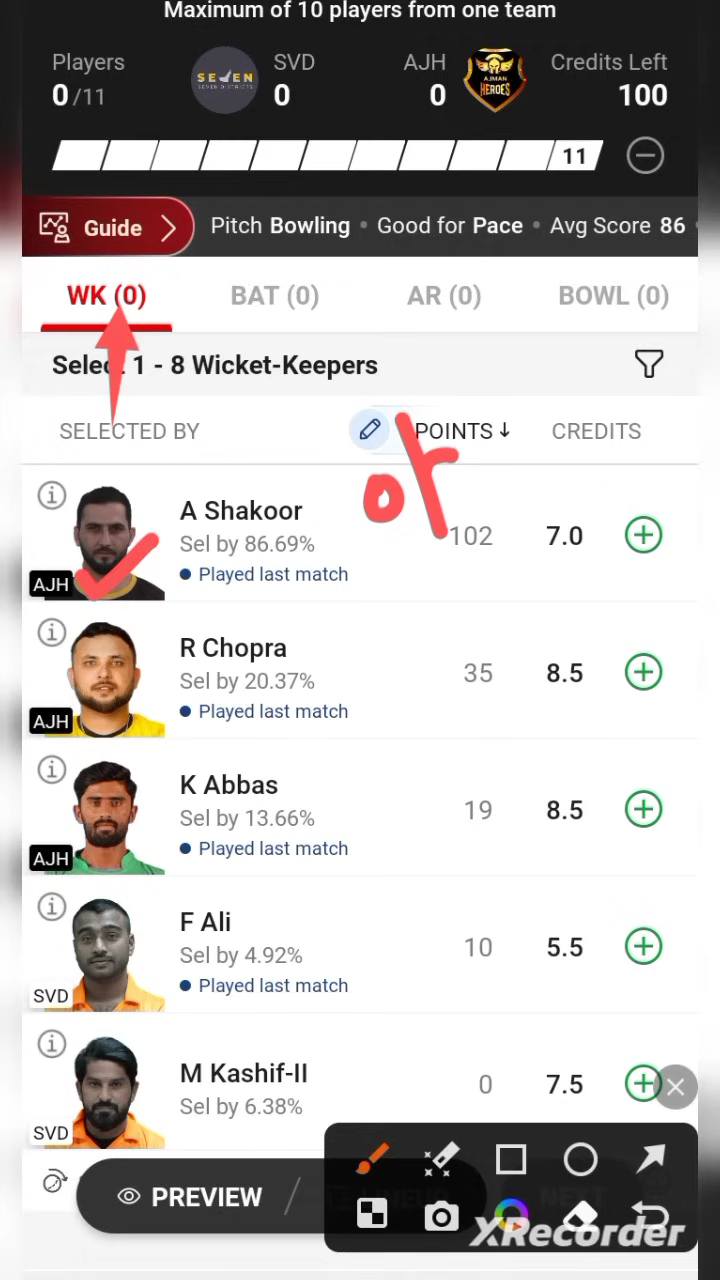 Maximum of 10 players from one team
Players SVD AJH Credits Left
0/11 0 0 100
SEVEN
SEVEN DISTRICTS
AJMAN
HEROES
11
Guide Pitch Bowling • Good for Pace • Avg Score 86
WK (0) BAT (0) AR (0) BOWL (0)
Select 1 - 8 Wicket-Keepers
SELECTED BY POINTS↓ CREDITS
or
A Shakoor
Sel by 86.69% 102 7.0
Played last match
AJH
R Chopra
Sel by 20.37% 35 8.5
Played last match
AJH
K Abbas
Sel by 13.66% 19 8.5
Played last match
AJH
F Ali
Sel by 4.92% 10 5.5
Played last match
SVD
M Kashif-II
Sel by 6.38% 0 7.5
SVD
PREVIEW
XRecorder